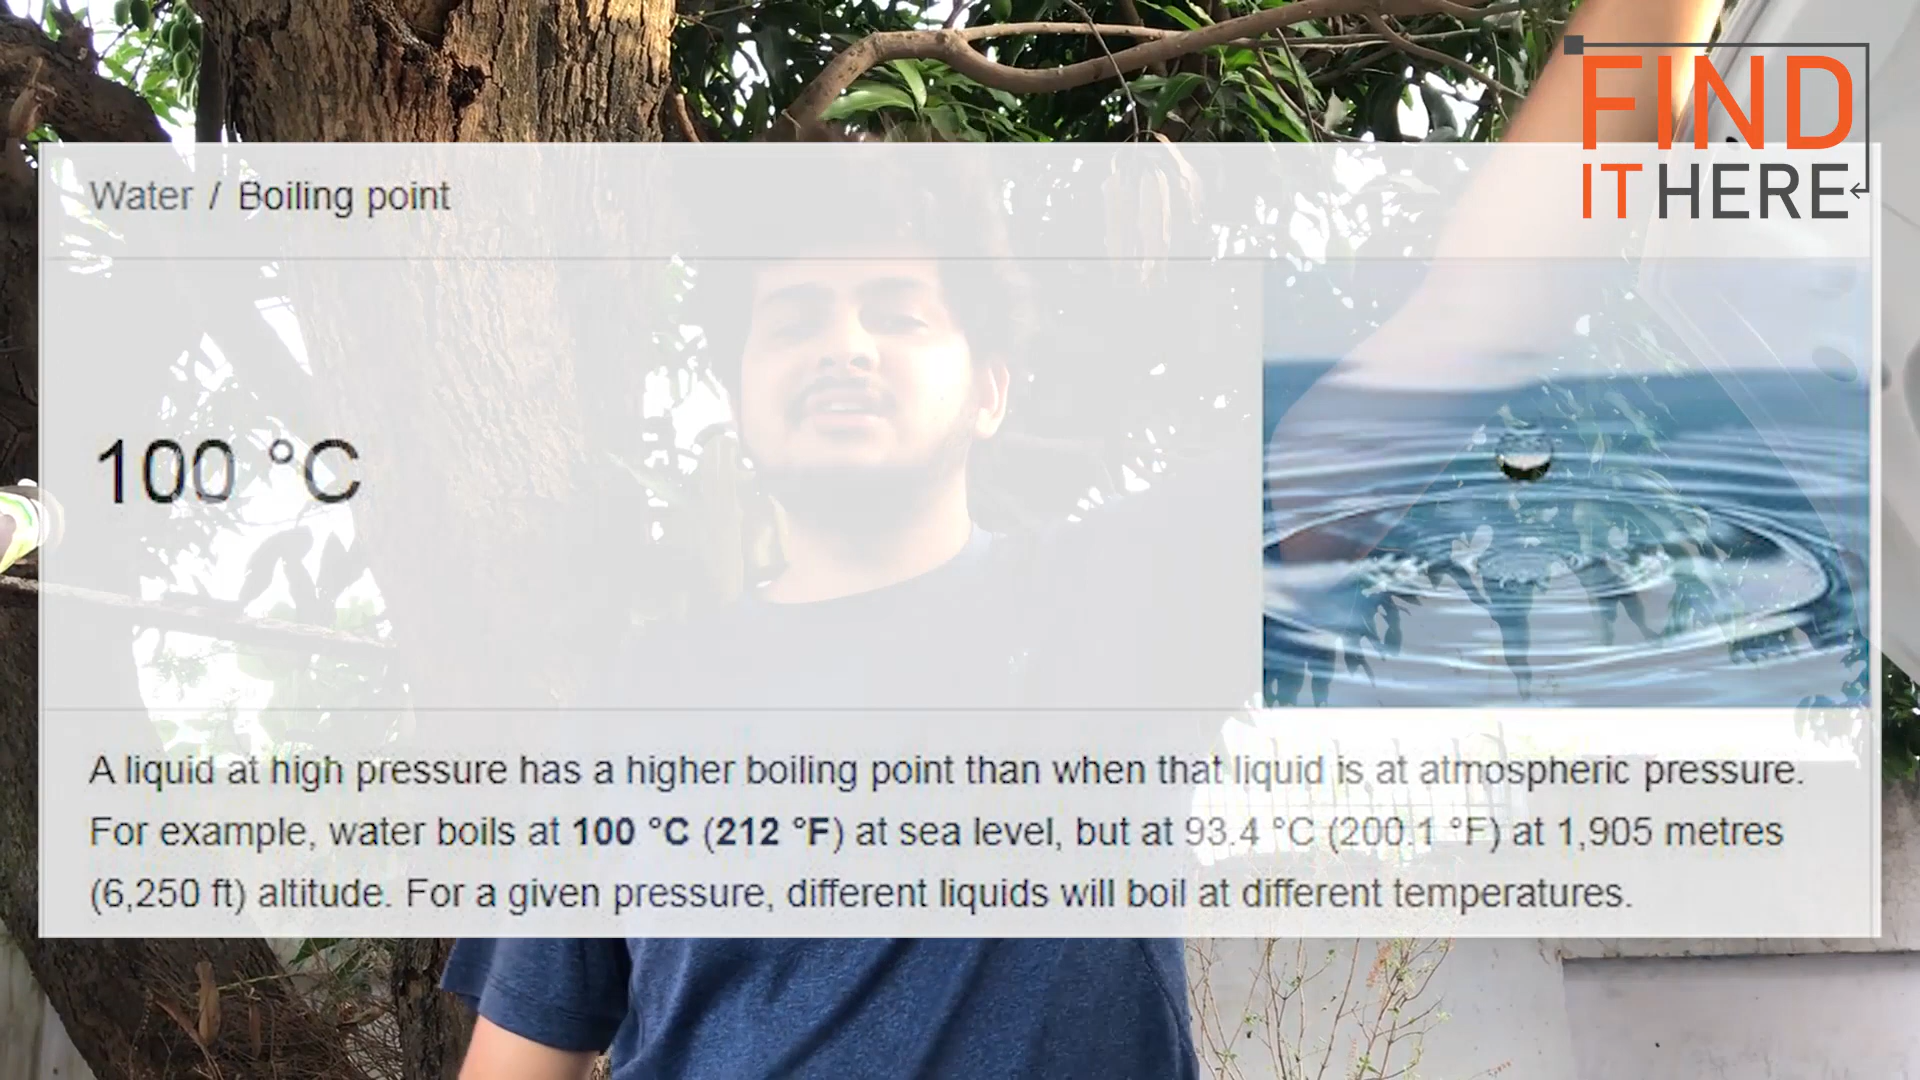 FIND
IT HERE
Water / Boiling point
100 °C
A liquid at high pressure has a higher boiling point than when that liquid is at atmospheric pressure.
For example, water boils at 100 °C (212 °F) at sea level, but at 93.4 °C (200.1 °F) at 1,905 metres
(6,250 ft) altitude. For a given pressure, different liquids will boil at different temperatures.